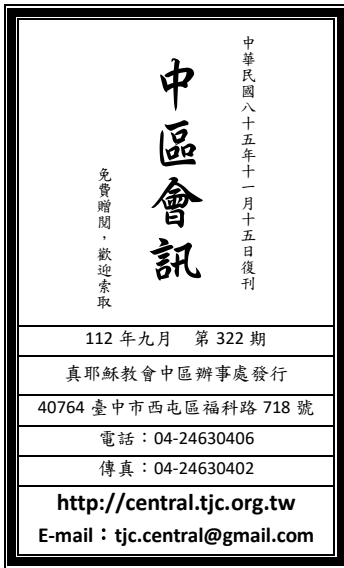 中華民國八十五年十一月十五日復刊
中區會訊
免費贈閱，歡迎索取
112 年九月 第 322 期
真耶穌教會中區辦事處發行
40764 臺中市西屯區福科路 718 號
電話：04-24630406
傳真：04-24630402
http://central.tjc.org.tw
E-mail：tjc.central@gmail.com